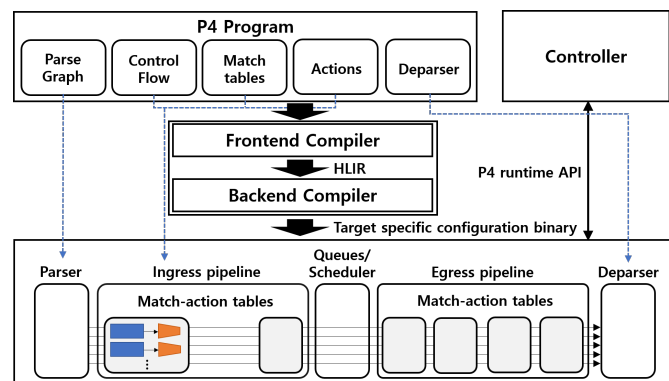 P4 Program
Parse
Graph
Control
Flow
Match
tables
Actions
Deparser
Controller
Frontend Compiler
HLIR
Backend Compiler
P4 runtime API
Target specific configuration binary
Parser
Ingress pipeline
Queues/
Scheduler
Egress pipeline
Deparser
Match-action tables
Match-action tables